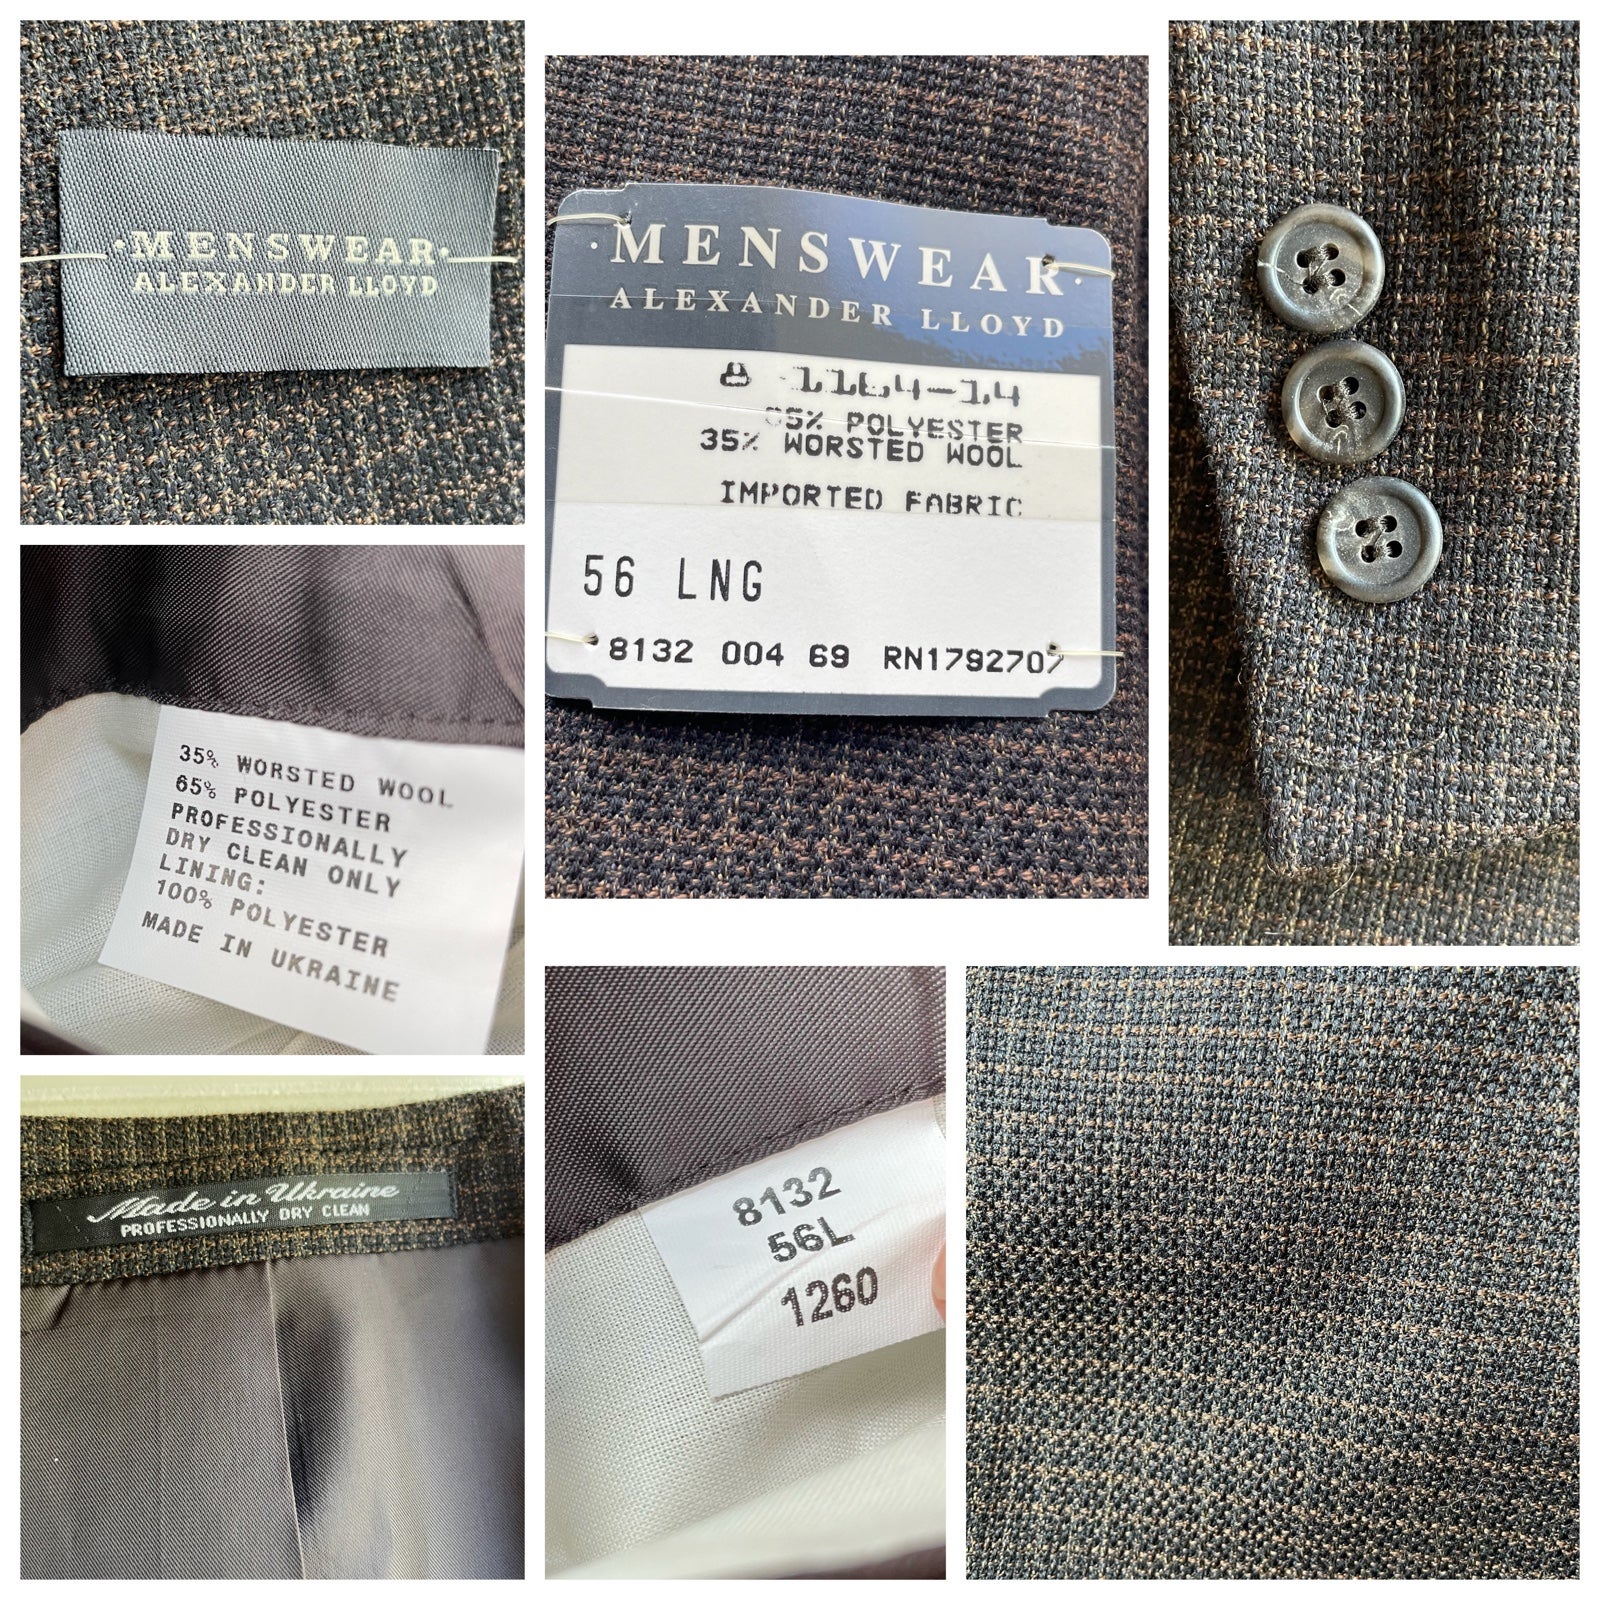 ·MENSWEAR·
ALEXANDER LLOYD
·MENSWEAR·
ALEXANDER LLOYD
5% POLYESTER
35% WORSTED WOOL
IMPORTED FABRIC
56 LNG
8132 004 69 RN1792707
35% WORSTED WOOL
65% POLYESTER
PROFESSIONALLY
DRY CLEAN ONLY
LINING:
100% POLYESTER
MADE IN UKRAINE
Made in Ukraine
PROFESSIONALLY DRY CLEAN
8132
56L
1260